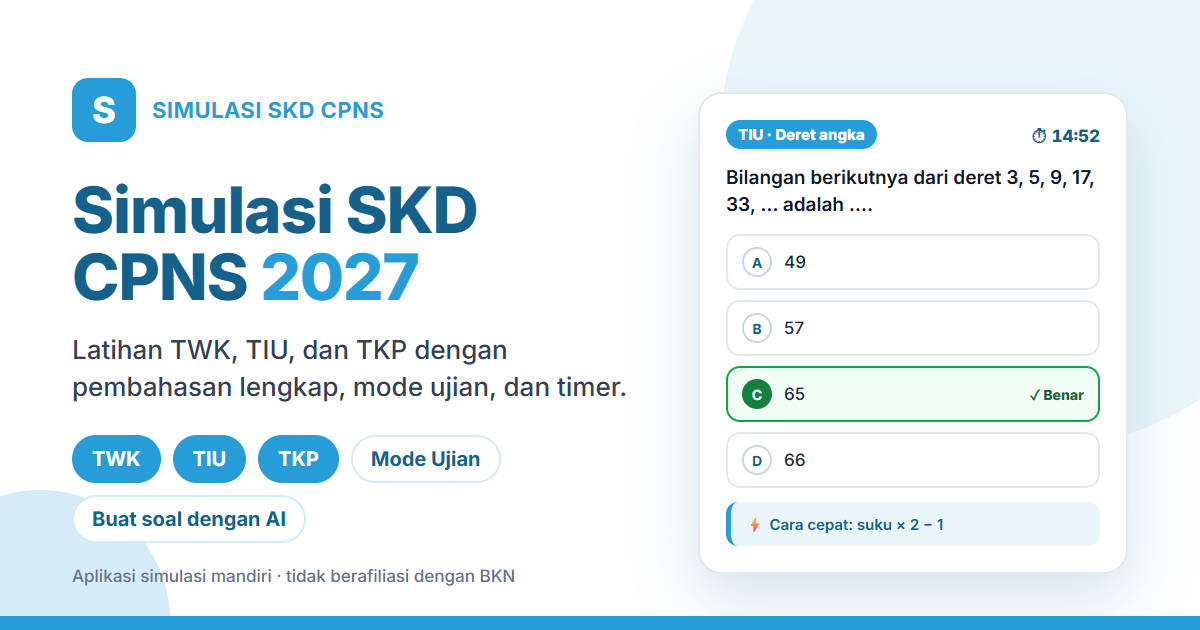 S
SIMULASI SKD CPNS
Simulasi SKD
CPNS 2027
Latihan TWK, TIU, dan TKP dengan
pembahasan lengkap, mode ujian, dan timer.
TWK
TIU
TKP
Mode Ujian
Buat soal dengan AI
Aplikasi simulasi mandiri · tidak berafiliasi dengan BKN
TIU · Deret angka
⏱ 14:52
Bilangan berikutnya dari deret 3, 5, 9, 17,
33, … adalah ….
A 49
B 57
C 65 ✓ Benar
D 66
⚡ Cara cepat: suku × 2 − 1